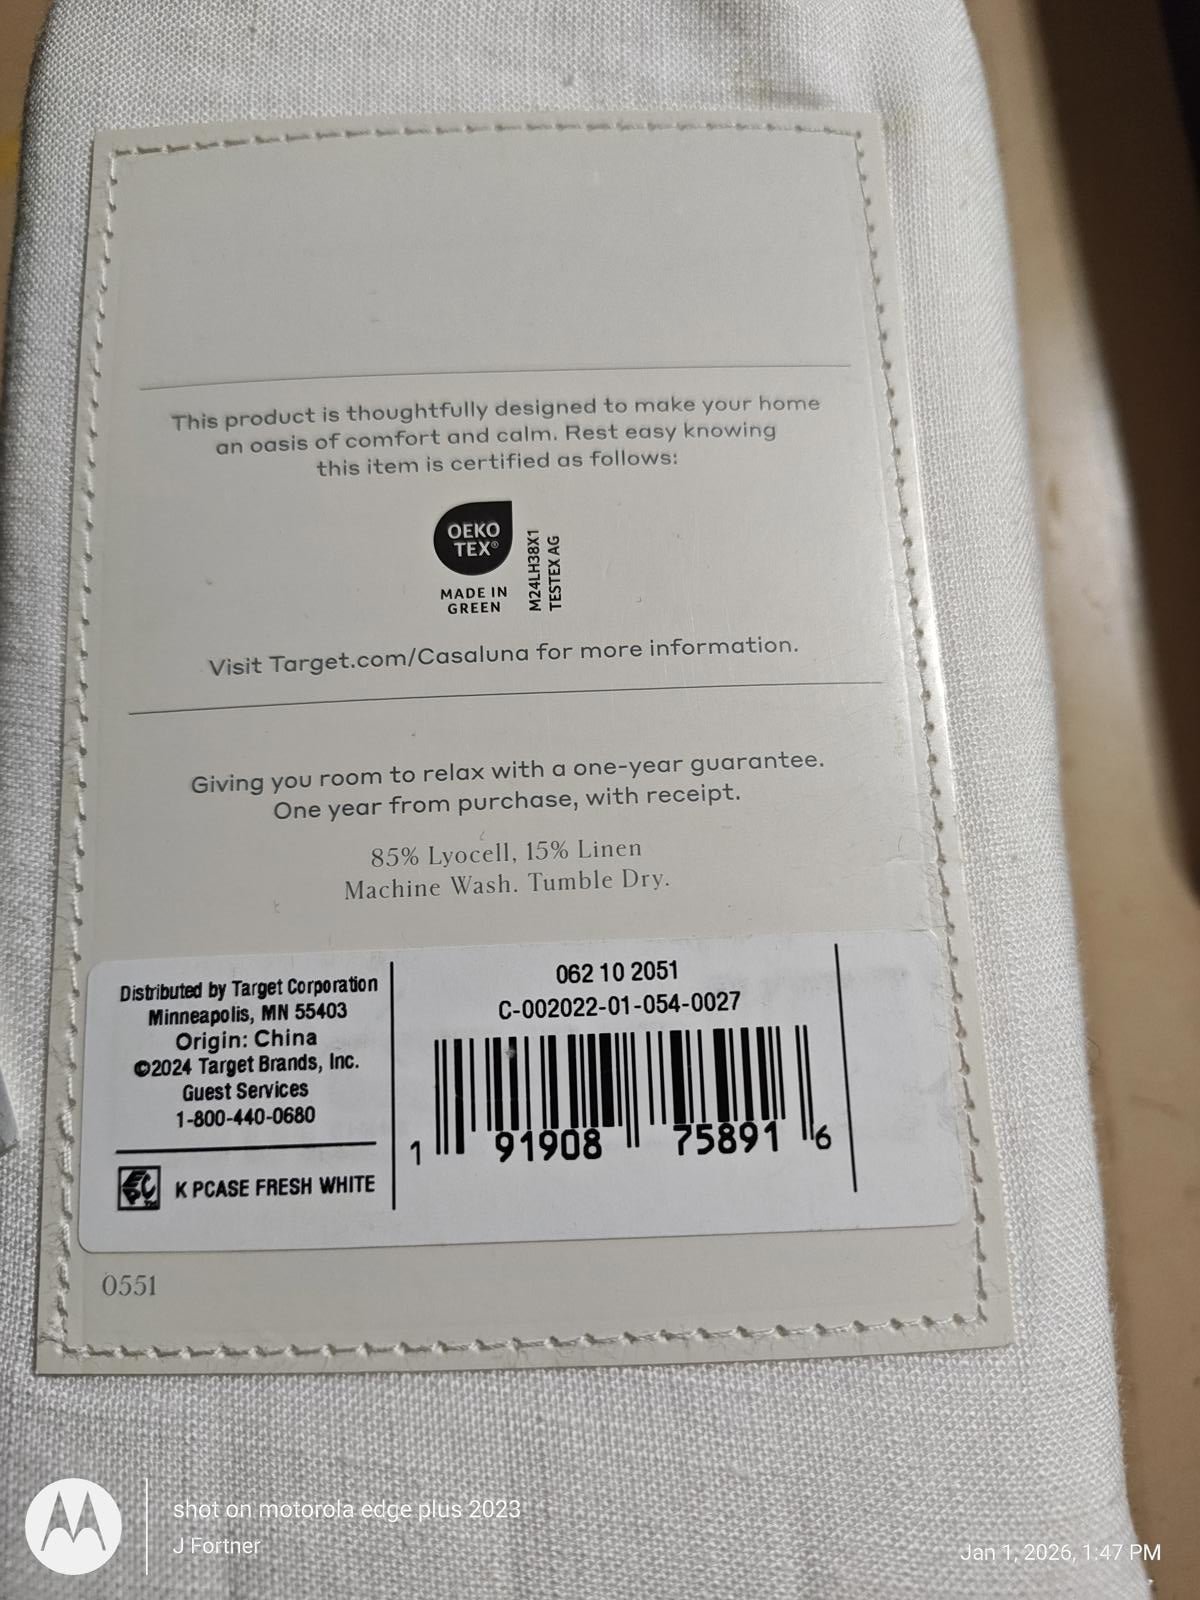 This product is thoughtfully designed to make your home
an oasis of comfort and calm. Rest easy knowing
this item is certified as follows:
OEKO
TEX®
MADE IN
GREEN
M24LH38X1
TESTEX AG
Visit Target.com/Casaluna for more information.
Giving you room to relax with a one-year guarantee.
One year from purchase, with receipt.
85% Lyocell, 15% Linen
Machine Wash. Tumble Dry.
Distributed by Target Corporation
Minneapolis, MN 55403
Origin: China
©2024 Target Brands, Inc.
Guest Services
1-800-440-0680
EPC™
K PCASE FRESH WHITE
062 10 2051
C-002022-01-054-0027
1 91908 75891 6
0551
shot on motorola edge plus 2023
J Fortner
Jan 1, 2026, 1:47 PM